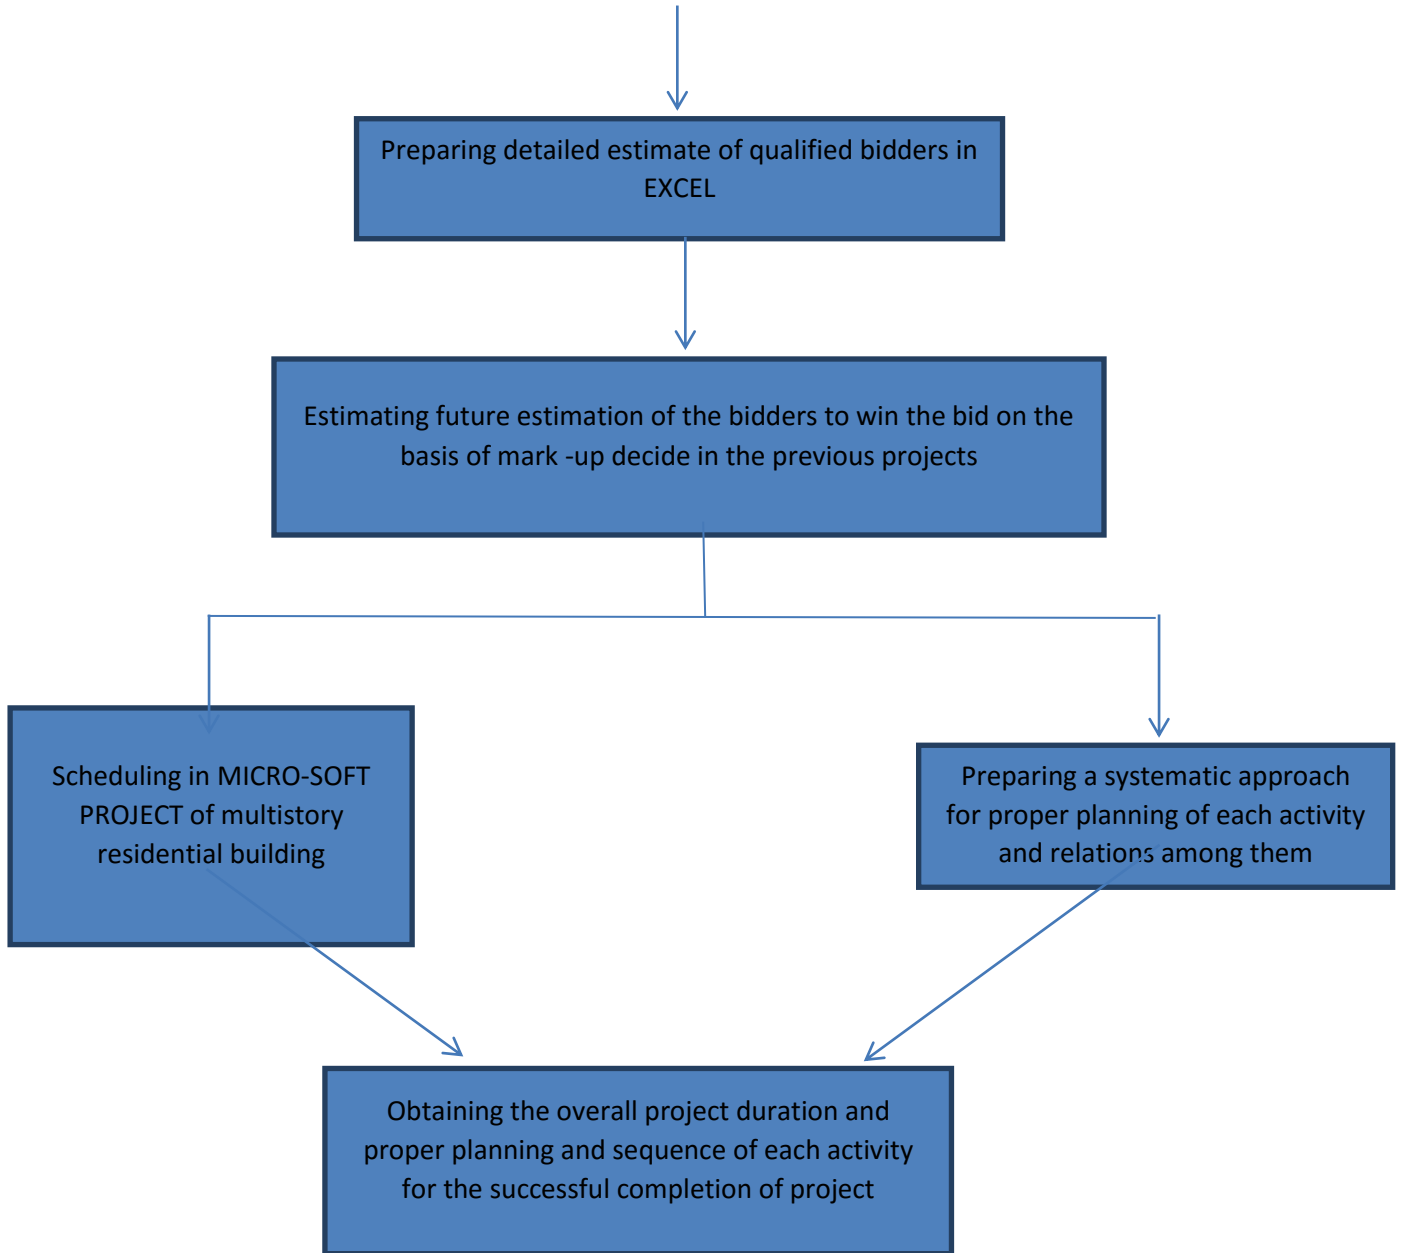 Preparing detailed estimate of qualified bidders in
EXCEL
Estimating future estimation of the bidders to win the bid on the
basis of mark -up decide in the previous projects
Scheduling in MICRO-SOFT
PROJECT of multistory
residential building
Preparing a systematic approach
for proper planning of each activity
and relations among them
Obtaining the overall project duration and
proper planning and sequence of each activity
for the successful completion of project